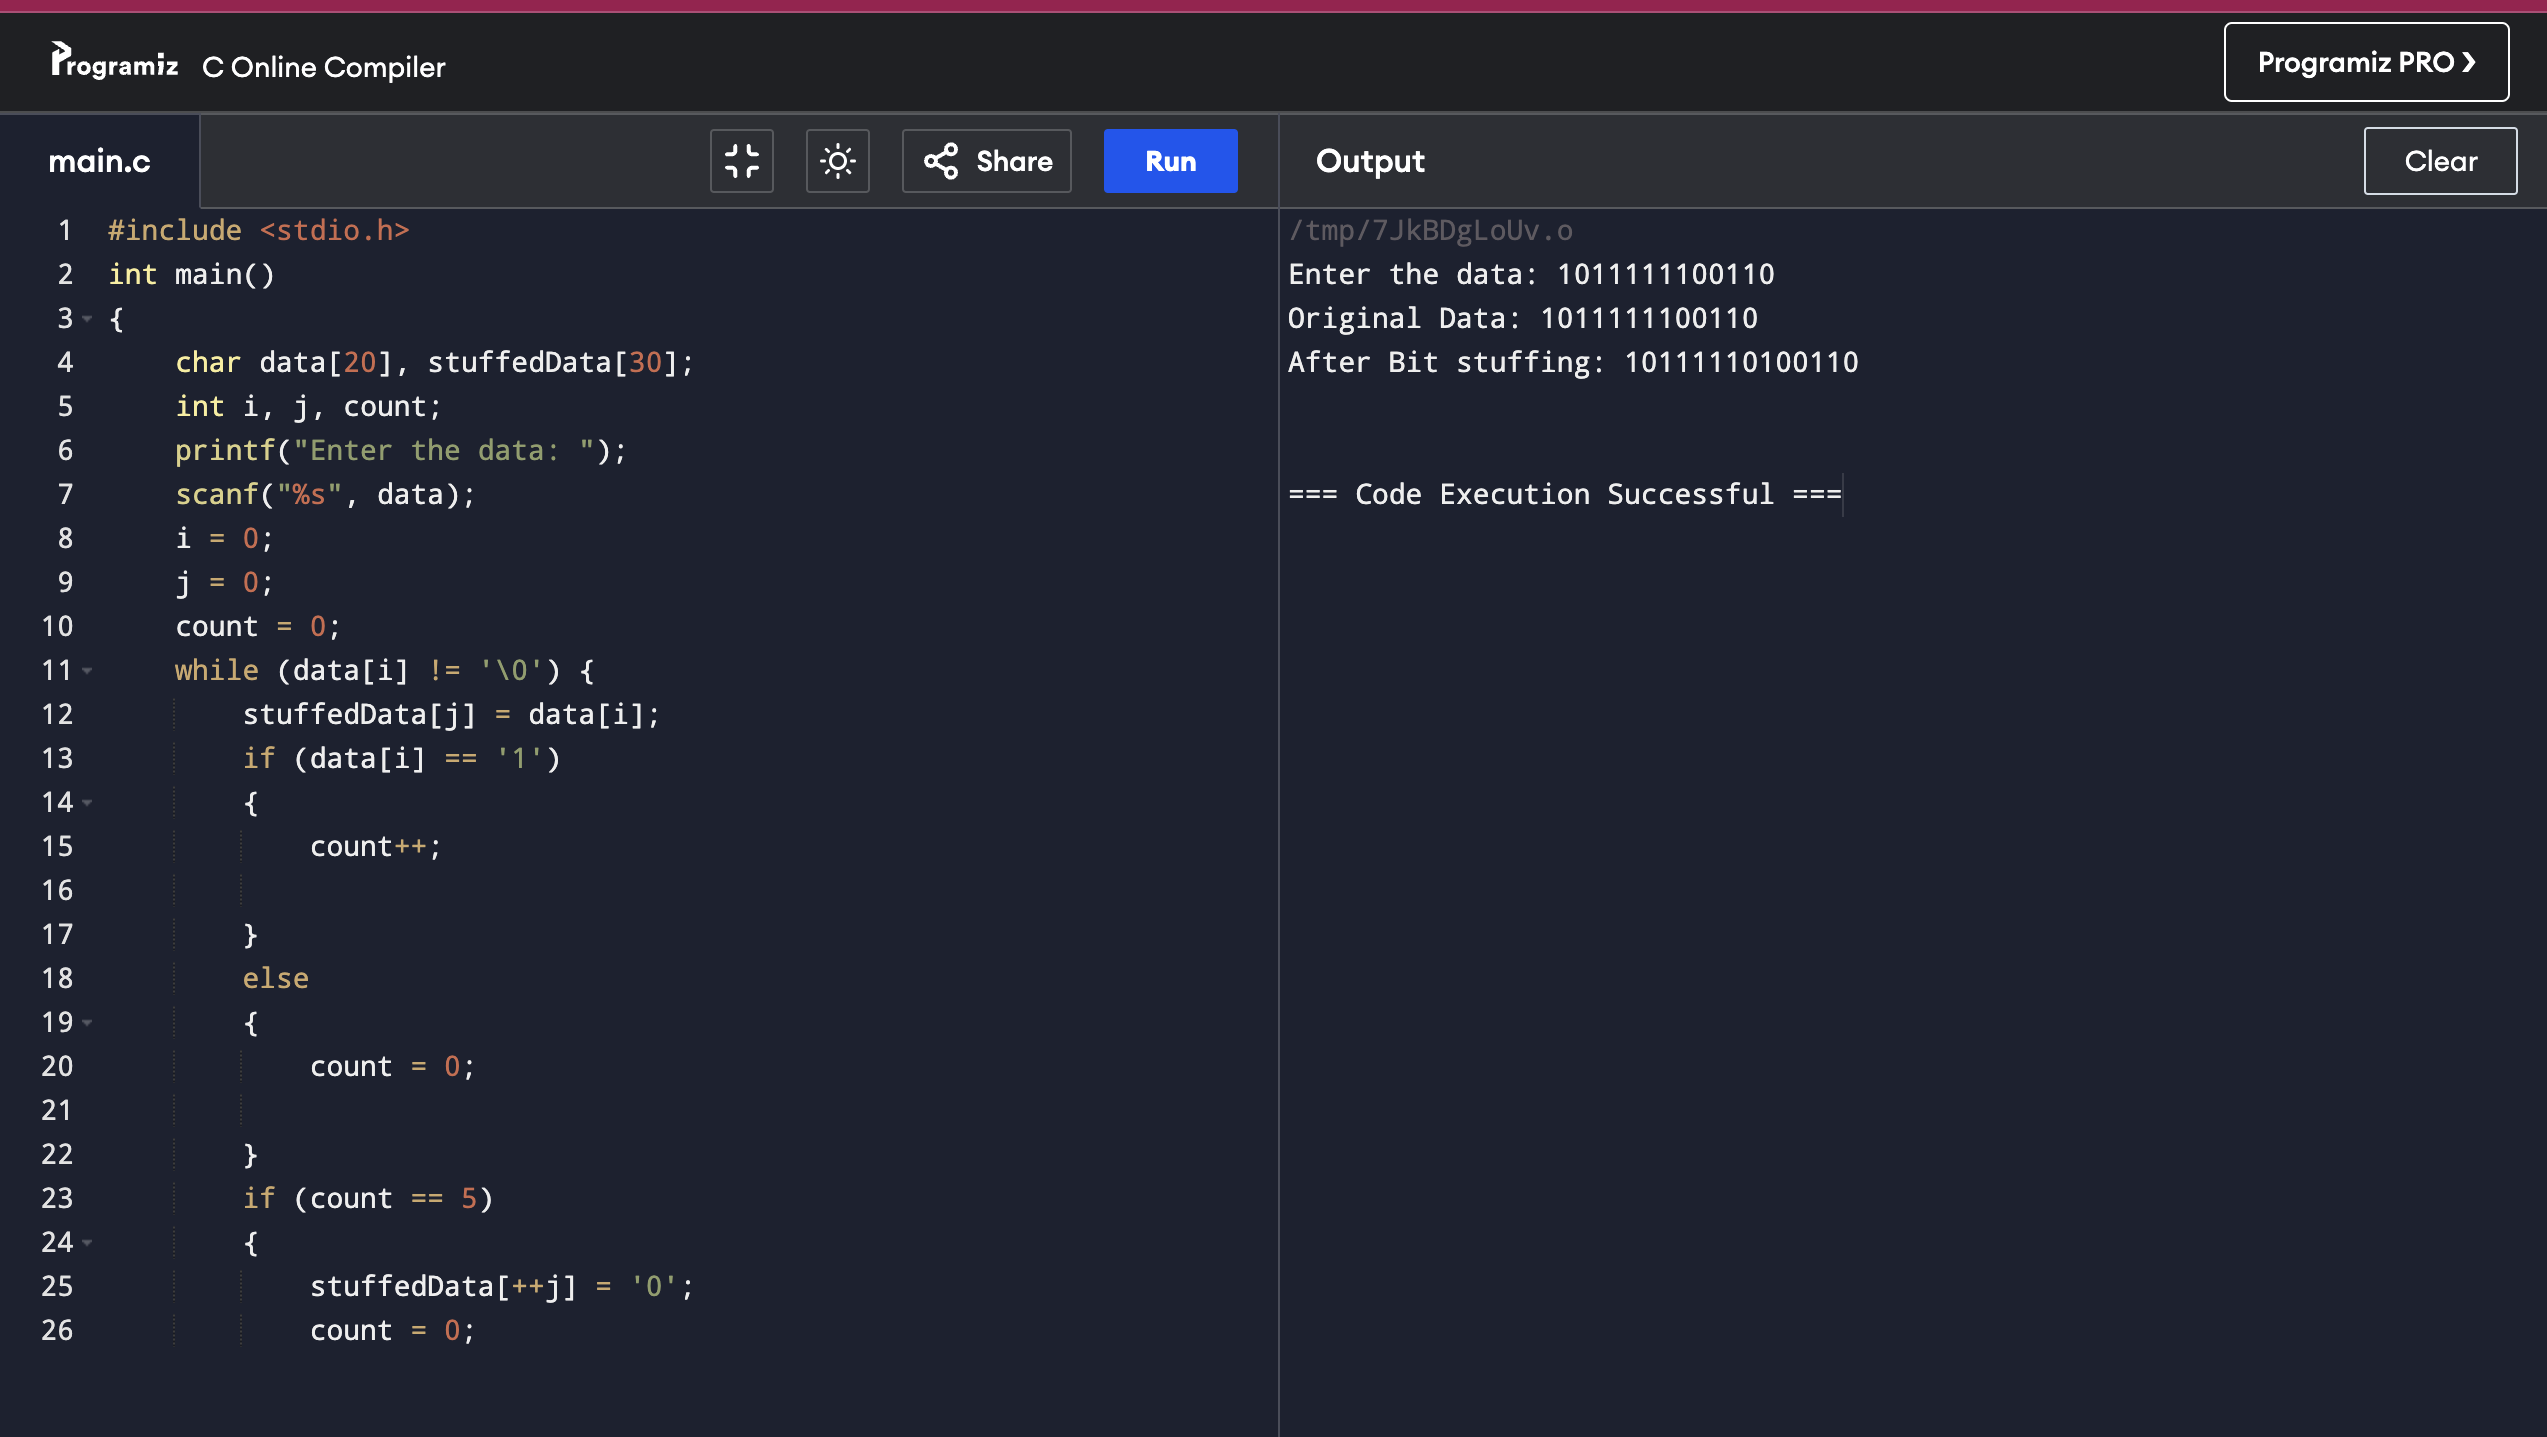 Programiz C Online Compiler
Programiz PRO ❯
main.c
Share
Run
Output
Clear
1 #include <stdio.h>
2 int main()
3 {
4     char data[20], stuffedData[30];
5     int i, j, count;
6     printf("Enter the data: ");
7     scanf("%s", data);
8     i = 0;
9     j = 0;
10     count = 0;
11     while (data[i] != '\0') {
12         stuffedData[j] = data[i];
13         if (data[i] == '1')
14         {
15             count++;
16
17         }
18         else
19         {
20             count = 0;
21
22         }
23         if (count == 5)
24         {
25             stuffedData[++j] = '0';
26             count = 0;
/tmp/7JkBDgLoUv.o
Enter the data: 1011111100110
Original Data: 1011111100110
After Bit stuffing: 10111110100110
=== Code Execution Successful ===